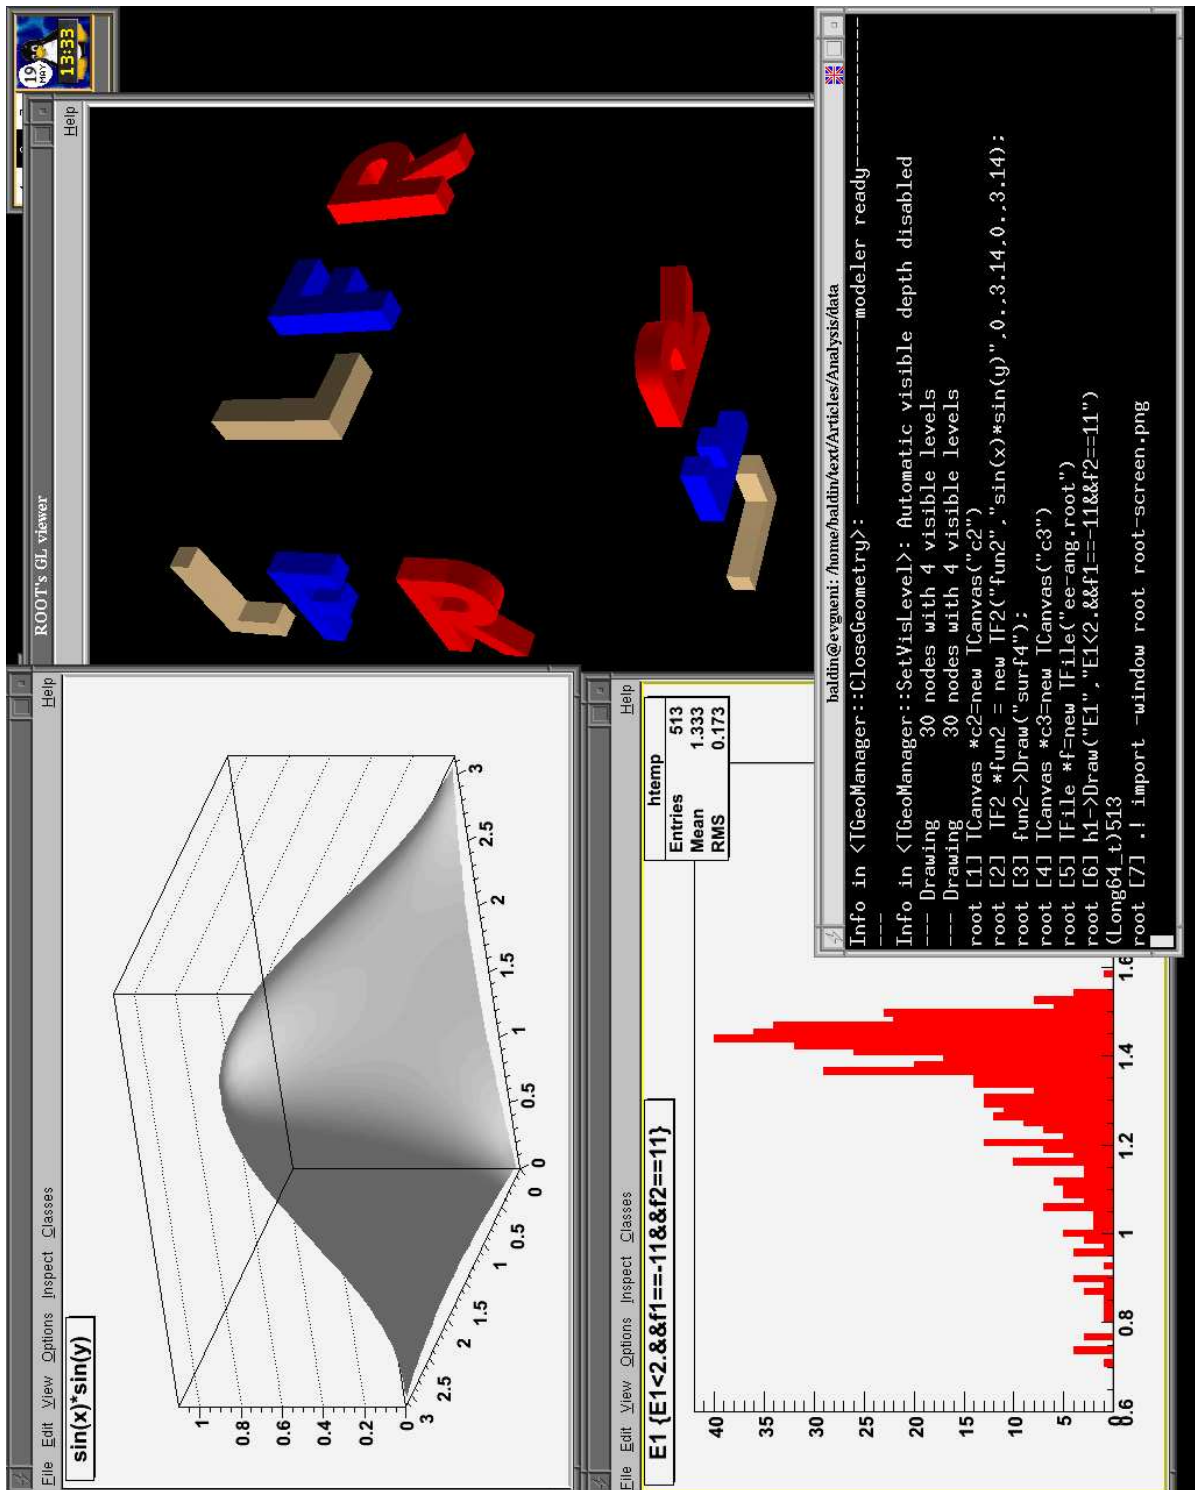 File Edit View Options Inspect Classes
Help
sin(x)*sin(y)
1
0.8
0.6
0.4
0.2
0
3
2.5
2
1.5
1
0.5
0
0
0.5
1
1.5
2
2.5
3
ROOT's GL viewer
Help
L F R
L F R
L F R
19
MAY
13:33
File Edit View Options Inspect Classes
Help
E1 {E1<2.&&f1==-11&&f2==11}
htemp
Entries 513
Mean 1.333
RMS 0.173
40
35
30
25
20
15
10
5
0
0.6
0.8
1
1.2
1.4
1.6
baldin@evgueni: /home/baldin/text/Articles/Analysis/data
Info in <TGeoManager::CloseGeometry>: -----------------modeler ready----------------
---
Info in <TGeoManager::SetVisLevel>: Automatic visible depth disabled
--- Drawing 30 nodes with 4 visible levels
--- Drawing 30 nodes with 4 visible levels
root [1] TCanvas *c2=new TCanvas("c2")
root [2] TF2 *fun2 = new TF2("fun2","sin(x)*sin(y)",0.,3.14,0.,3.14);
root [3] fun2->Draw("surf4");
root [4] TCanvas *c3=new TCanvas("c3")
root [5] TFile *f=new TFile("ee-ang.root")
root [6] h1->Draw("E1","E1<2.&&f1==-11&&f2==11")
(Long64_t)513
root [7] .! import -window root root-screen.png